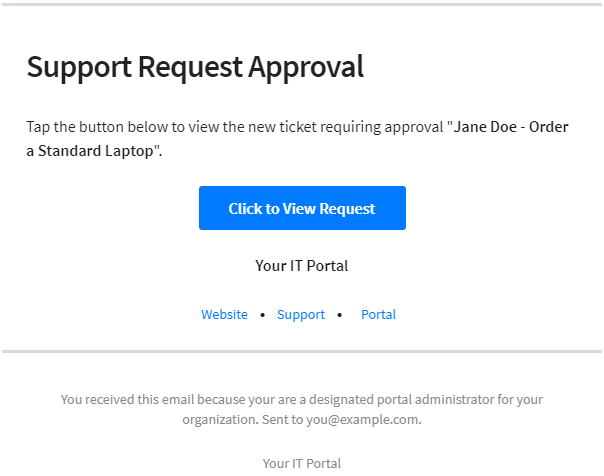 Support Request Approval
Tap the button below to view the new ticket requiring approval "Jane Doe - Order
a Standard Laptop".
Click to View Request
Your IT Portal
Website • Support • Portal
You received this email because your are a designated portal administrator for your
organization. Sent to you@example.com.
Your IT Portal